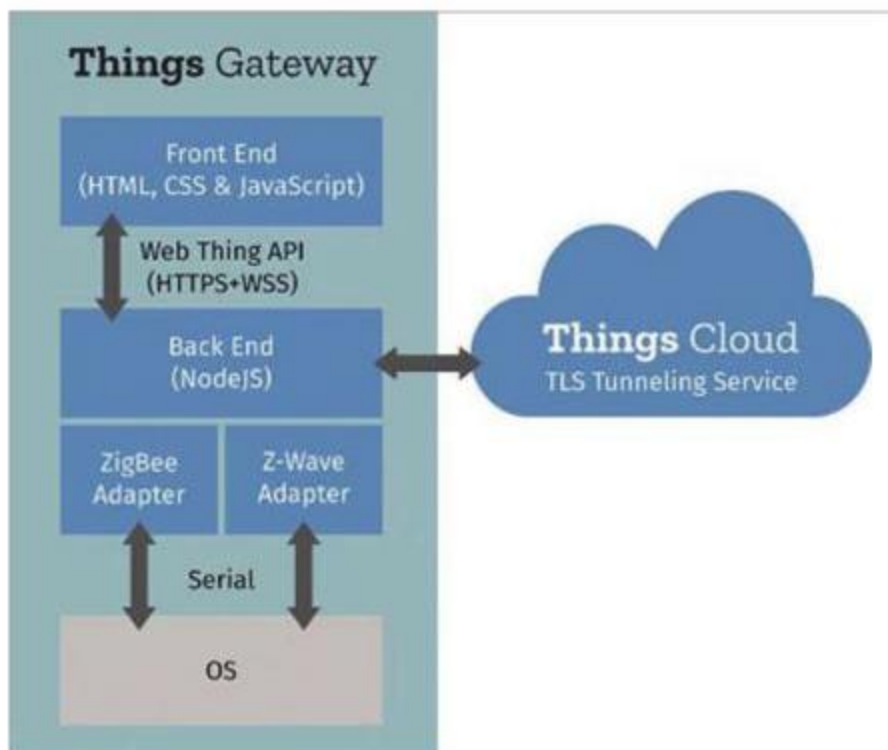 Things Gateway
Front End
(HTML, CSS & JavaScript)
Web Thing API
(HTTPS+WSS)
Back End
(NodeJS)
Things Cloud
TLS Tunneling Service
ZigBee
Adapter
Z-Wave
Adapter
Serial
OS